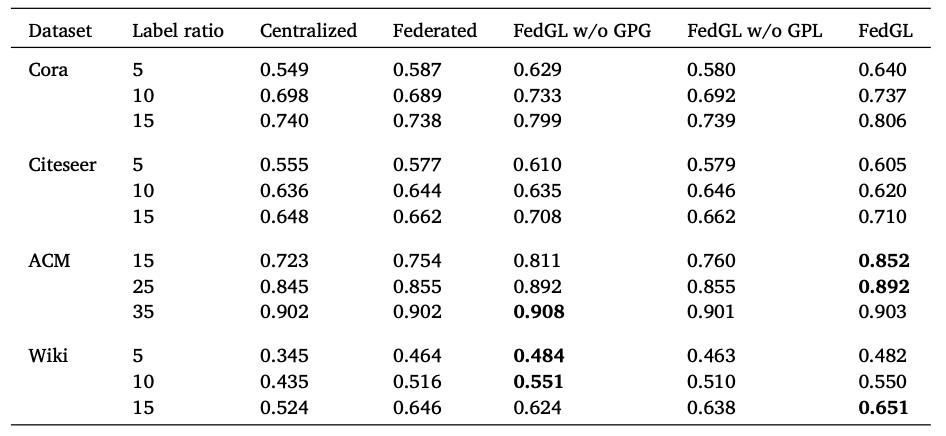 Dataset Label ratio Centralized Federated FedGL w/o GPG FedGL w/o GPL FedGL
Cora 5 0.549 0.587 0.629 0.580 0.640
10 0.698 0.689 0.733 0.692 0.737
15 0.740 0.738 0.799 0.739 0.806
Citeseer 5 0.555 0.577 0.610 0.579 0.605
10 0.636 0.644 0.635 0.646 0.620
15 0.648 0.662 0.708 0.662 0.710
ACM 15 0.723 0.754 0.811 0.760 0.852
25 0.845 0.855 0.892 0.855 0.892
35 0.902 0.902 0.908 0.901 0.903
Wiki 5 0.345 0.464 0.484 0.463 0.482
10 0.435 0.516 0.551 0.510 0.550
15 0.524 0.646 0.624 0.638 0.651